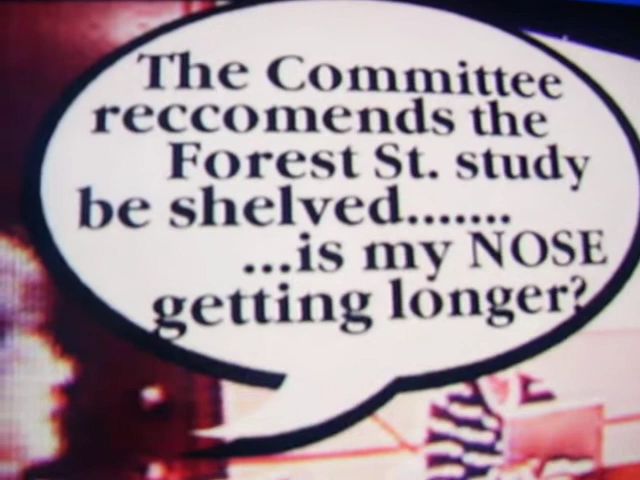 The Committee
reccomends the
Forest St. study
be shelved.......
...is my NOSE
getting longer?